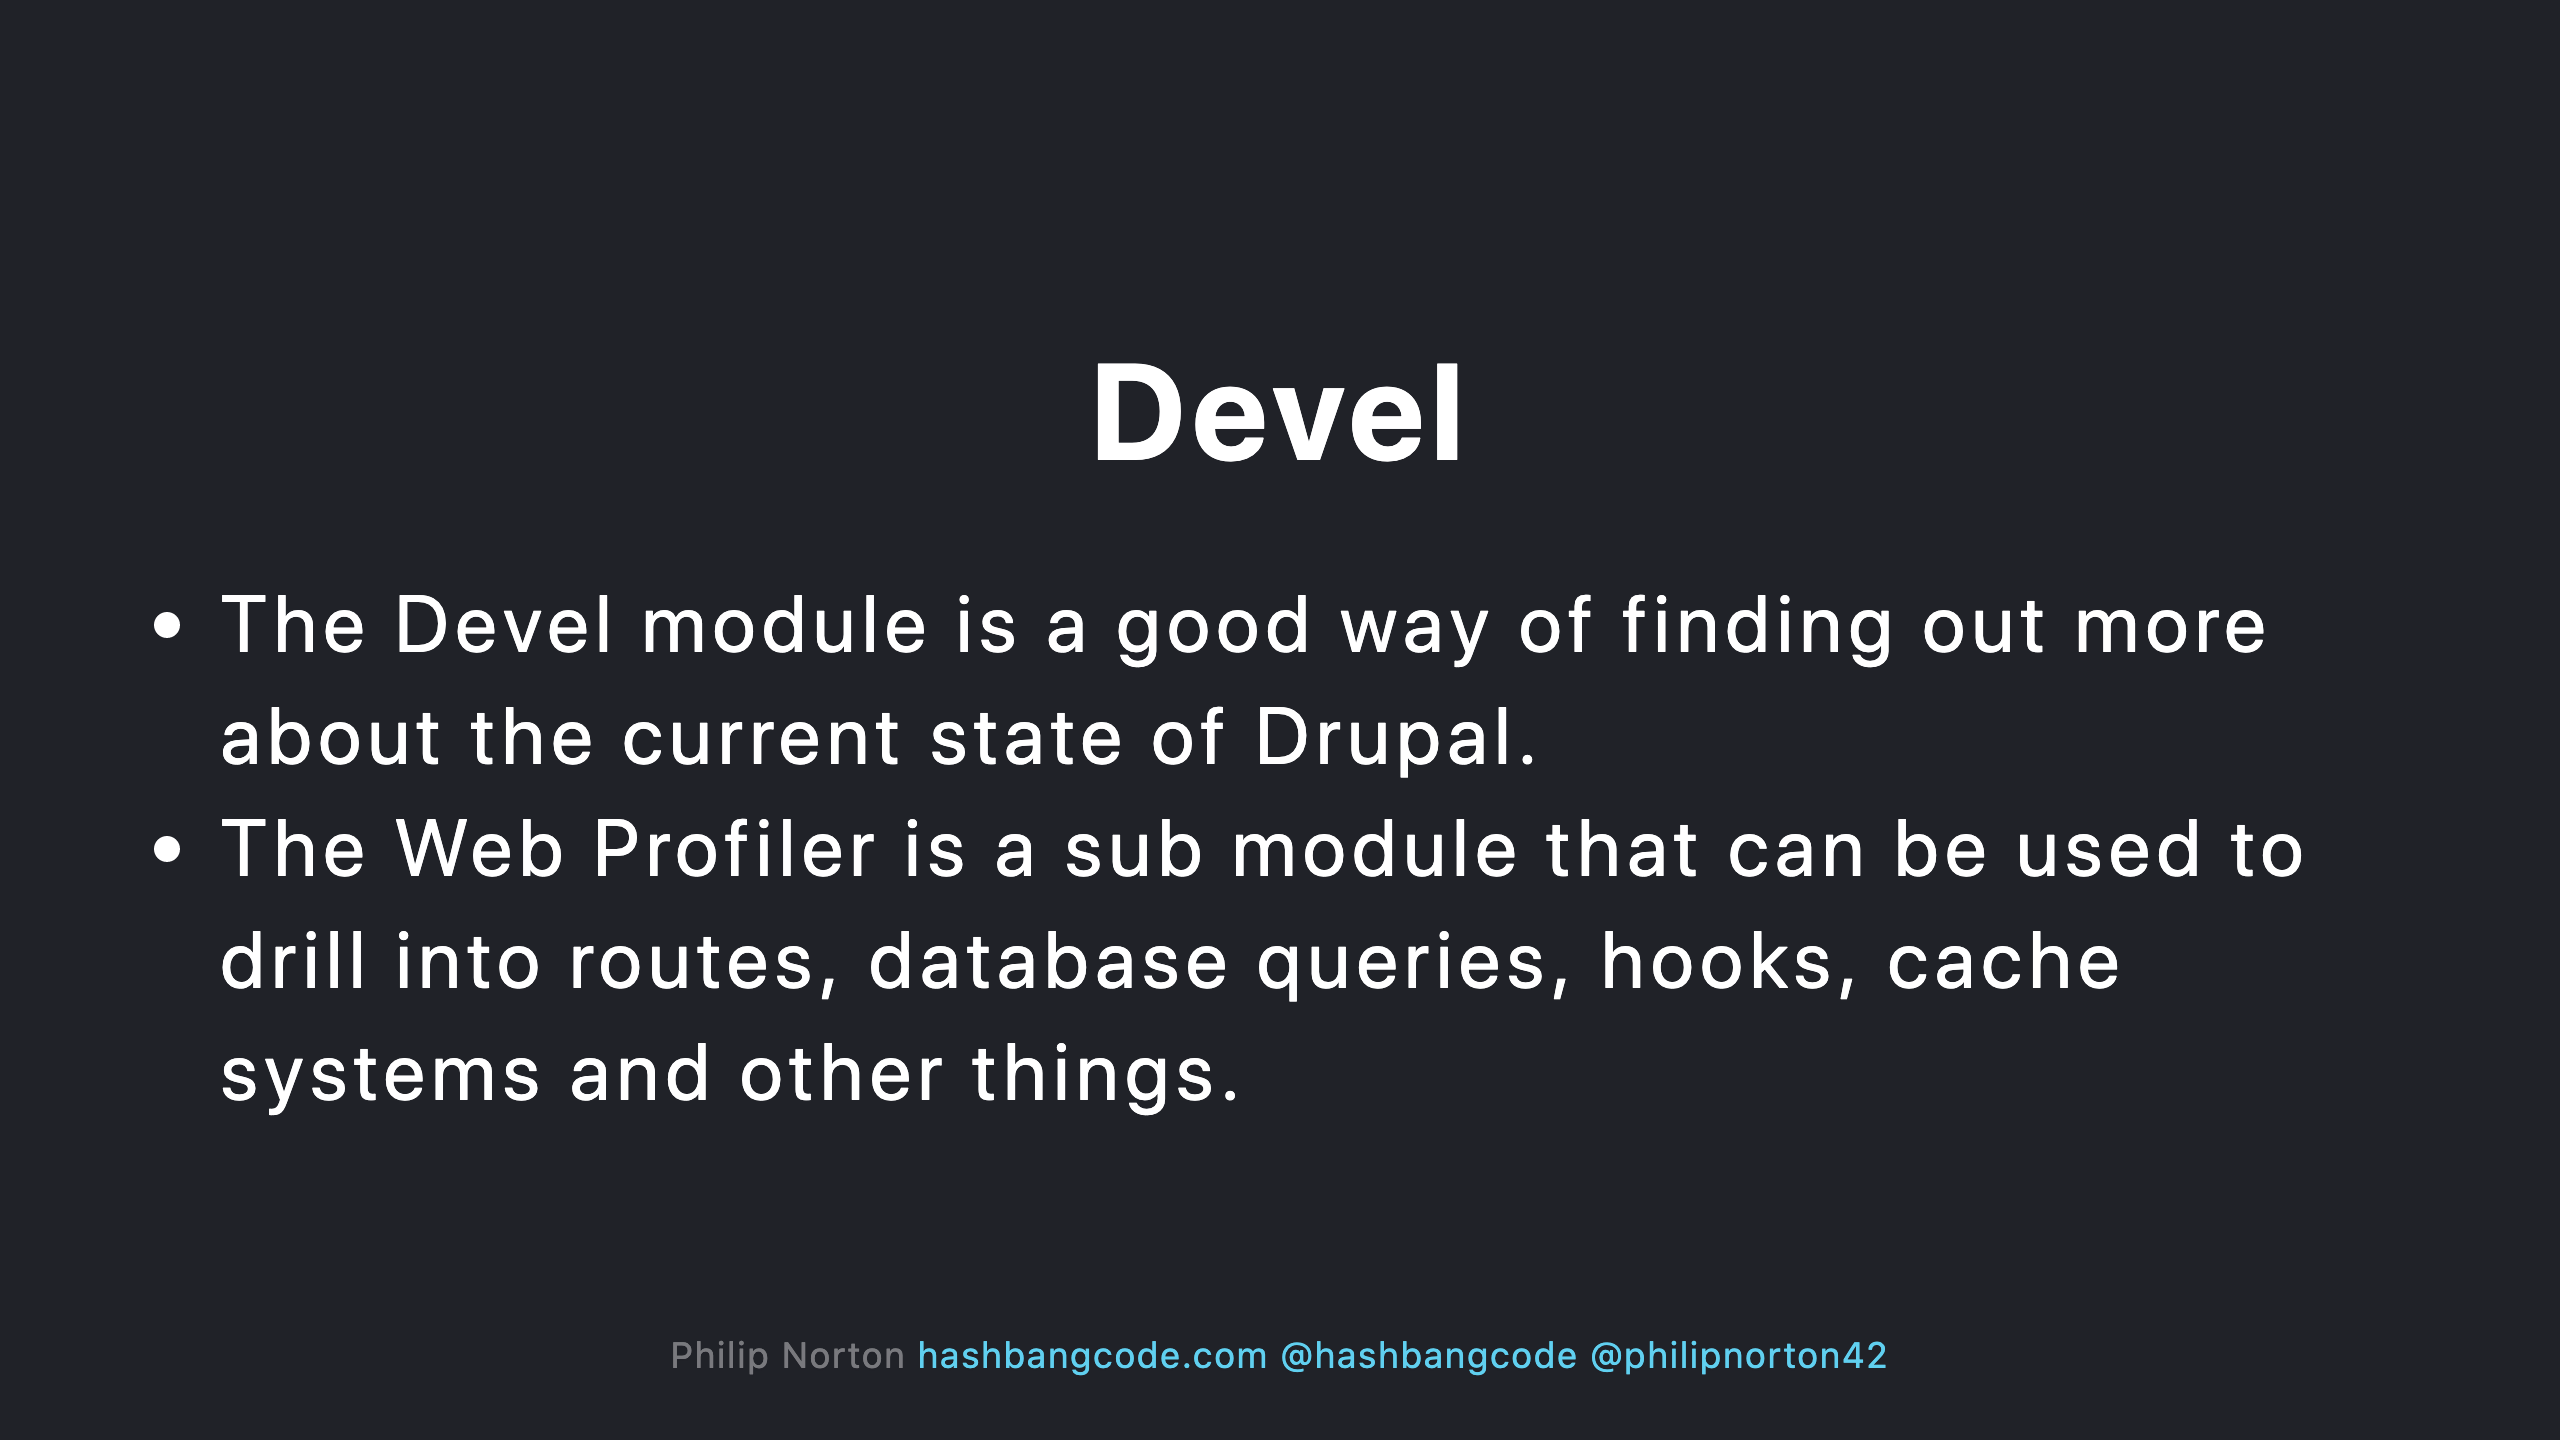 Devel
• The Devel module is a good way of finding out more
about the current state of Drupal.
• The Web Profiler is a sub module that can be used to
drill into routes, database queries, hooks, cache
systems and other things.
Philip Norton hashbangcode.com @hashbangcode @philipnorton42